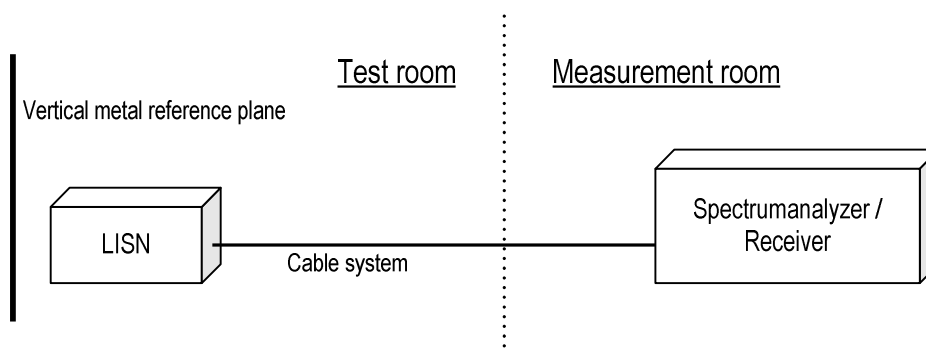 Test room
Measurement room
Vertical metal reference plane
LISN
Cable system
Spectrumanalyzer /
Receiver